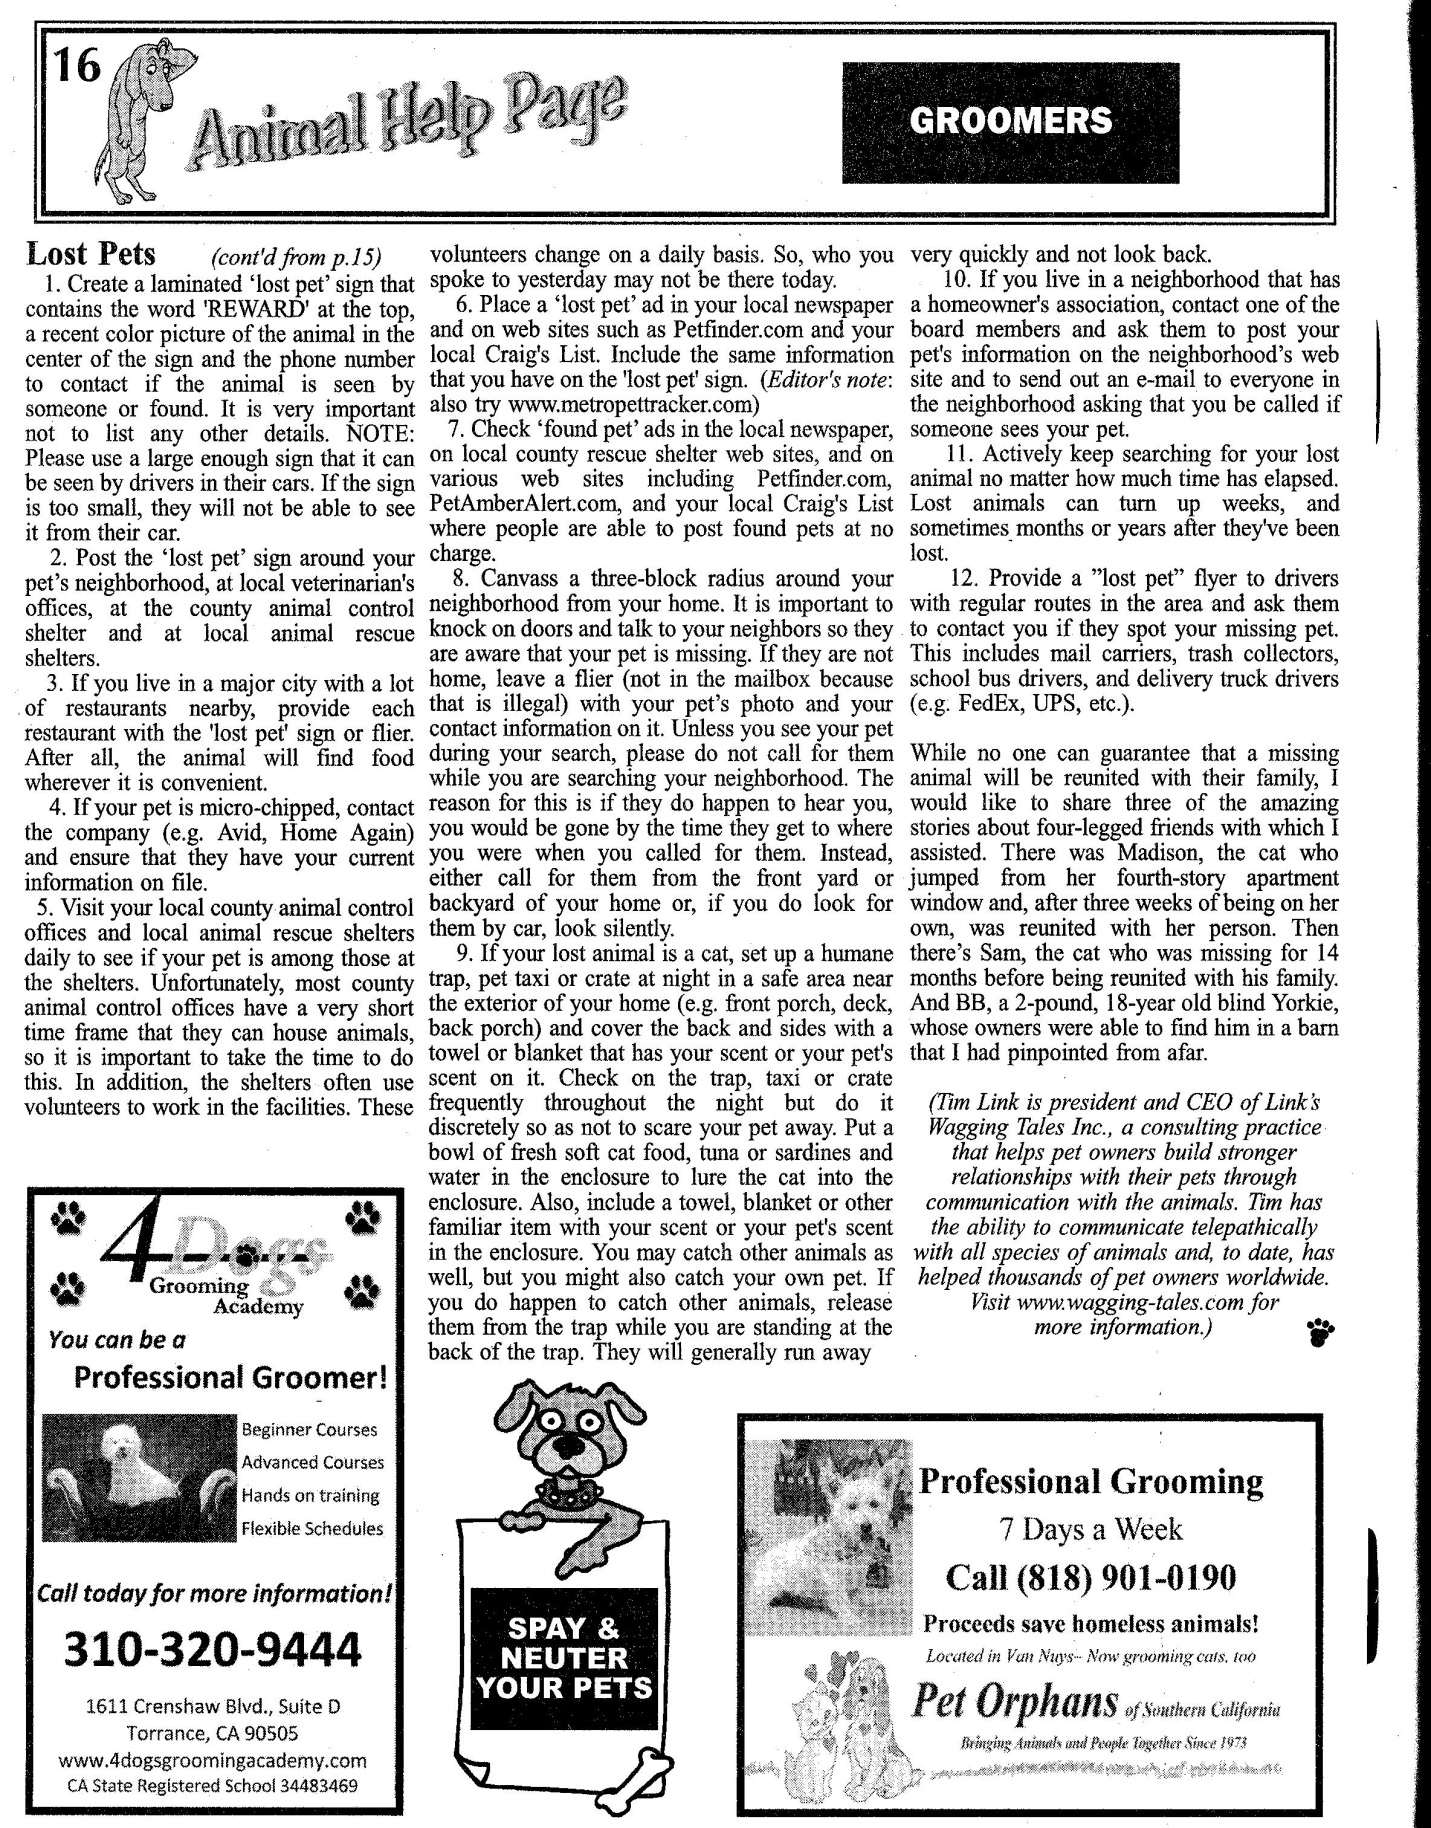 16
Animal Help Page
GROOMERS
Lost Pets (cont'd from p.15)
1. Create a laminated ‘lost pet’ sign that
contains the word 'REWARD' at the top,
a recent color picture of the animal in the
center of the sign and the phone number
to contact if the animal is seen by
someone or found. It is very important
not to list any other details. NOTE:
Please use a large enough sign that it can
be seen by drivers in their cars. If the sign
is too small, they will not be able to see
it from their car.
2. Post the ‘lost pet’ sign around your
pet's neighborhood, at local veterinarian's
offices, at the county animal control
shelter and at local animal rescue
shelters.
3. If you live in a major city with a lot
of restaurants nearby, provide each
restaurant with the 'lost pet' sign or flier.
After all, the animal will find food
wherever it is convenient.
4. If your pet is micro-chipped, contact
the company (e.g. Avid, Home Again)
and ensure that they have your current
information on file.
5. Visit your local county animal control
offices and local animal rescue shelters
daily to see if your pet is among those at
the shelters. Unfortunately, most county
animal control offices have a very short
time frame that they can house animals,
so it is important to take the time to do
this. In addition, the shelters often use
volunteers to work in the facilities. These
volunteers change on a daily basis. So, who you
spoke to yesterday may not be there today.
6. Place a ‘lost pet’ ad in your local newspaper
and on web sites such as Petfinder.com and your
local Craig's List. Include the same information
that you have on the 'lost pet' sign. (Editor's note:
also try www.metropettracker.com)
7. Check ‘found pet’ ads in the local newspaper,
on local county rescue shelter web sites, and on
various web sites including Petfinder.com,
PetAmberAlert.com, and your local Craig's List
where people are able to post found pets at no
charge.
8. Canvass a three-block radius around your
neighborhood from your home. It is important to
knock on doors and talk to your neighbors so they
are aware that your pet is missing. If they are not
home, leave a flier (not in the mailbox because
that is illegal) with your pet's photo and your
contact information on it. Unless you see your pet
during your search, please do not call for them
while you are searching your neighborhood. The
reason for this is if they do happen to hear you,
you would be gone by the time they get to where
you were when you called for them. Instead,
either call for them from the front yard or
backyard of your home or, if you do look for
them by car, look silently.
9. If your lost animal is a cat, set up a humane
trap, pet taxi or crate at night in a safe area near
the exterior of your home (e.g. front porch, deck,
back porch) and cover the back and sides with a
towel or blanket that has your scent or your pet's
scent on it. Check on the trap, taxi or crate
frequently throughout the night but do it
discretely so as not to scare your pet away. Put a
bowl of fresh soft cat food, tuna or sardines and
water in the enclosure to lure the cat into the
enclosure. Also, include a towel, blanket or other
familiar item with your scent or your pet's scent
in the enclosure. You may catch other animals as
well, but you might also catch your own pet. If
you do happen to catch other animals, release
them from the trap while you are standing at the
back of the trap. They will generally run away
very quickly and not look back.
10. If you live in a neighborhood that has
a homeowner's association, contact one of the
board members and ask them to post your
pet's information on the neighborhood’s web
site and to send out an e-mail to everyone in
the neighborhood asking that you be called if
someone sees your pet.
11. Actively keep searching for your lost
animal no matter how much time has elapsed.
Lost animals can turn up weeks, and
sometimes months or years after they've been
lost.
12. Provide a ”lost pet” flyer to drivers
with regular routes in the area and ask them
to contact you if they spot your missing pet.
This includes mail carriers, trash collectors,
school bus drivers, and delivery truck drivers
(e.g. FedEx, UPS, etc.).
While no one can guarantee that a missing
animal will be reunited with their family, I
would like to share three of the amazing
stories about four-legged friends with which I
assisted. There was Madison, the cat who
jumped from her fourth-story apartment
window and, after three weeks of being on her
own, was reunited with her person. Then
there’s Sam, the cat who was missing for 14
months before being reunited with his family.
And BB, a 2-pound, 18-year old blind Yorkie,
whose owners were able to find him in a barn
that I had pinpointed from afar.
(Tim Link is president and CEO of Link's
Wagging Tales Inc., a consulting practice
that helps pet owners build stronger
relationships with their pets through
communication with the animals. Tim has
the ability to communicate telepathically
with all species of animals and, to date, has
helped thousands of pet owners worldwide.
Visit www.wagging-tales.com for
more information.)
4Dogs
Grooming
Academy
You can be a
Professional Groomer!
Beginner Courses
Advanced Courses
Hands on training
Flexible Schedules
Call today for more information!
310-320-9444
1611 Crenshaw Blvd., Suite D
Torrance, CA 90505
www.4dogsgroomingacademy.com
CA State Registered School 34483469
SPAY &
NEUTER
YOUR PETS
Professional Grooming
7 Days a Week
Call (818) 901-0190
Proceeds save homeless animals!
Located in Van Nuys-- Now grooming cats, too
Pet Orphans of Southern California
Bringing Animals and People Together Since 1973